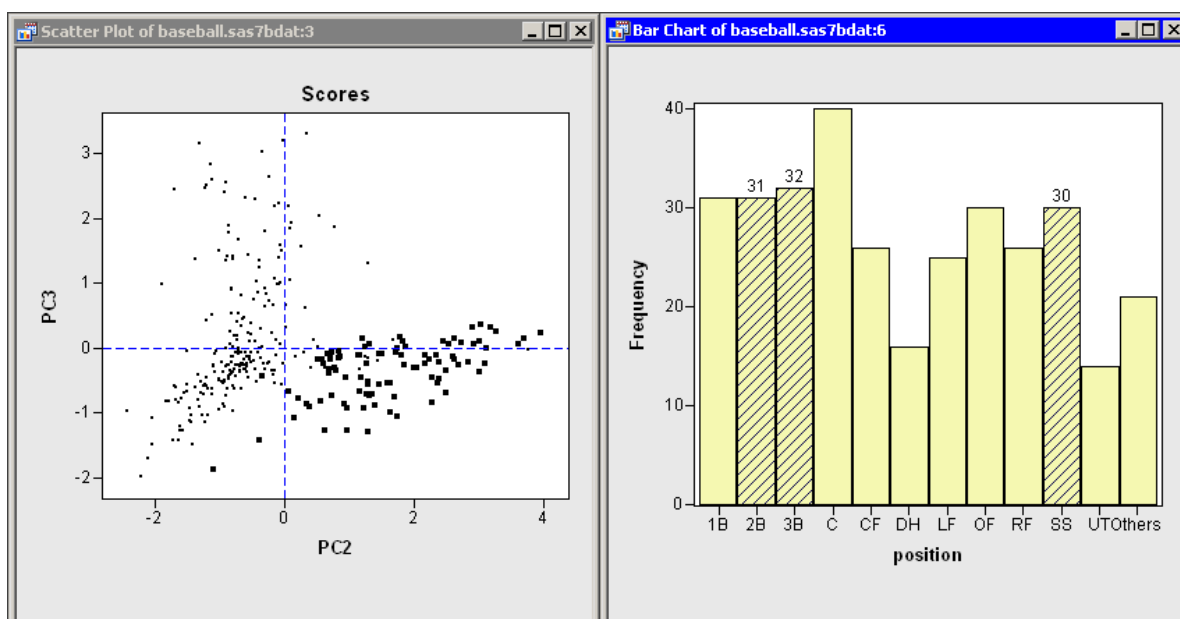 Scatter Plot of baseball.sas7bdat:3
Scores
3
2
1
0
-1
-2
PC3
-2 0 2 4
PC2
Bar Chart of baseball.sas7bdat:6
40
30
20
10
0
Frequency
31 32 30
1B 2B 3B C CF DH LF OF RF SS UT Others
position